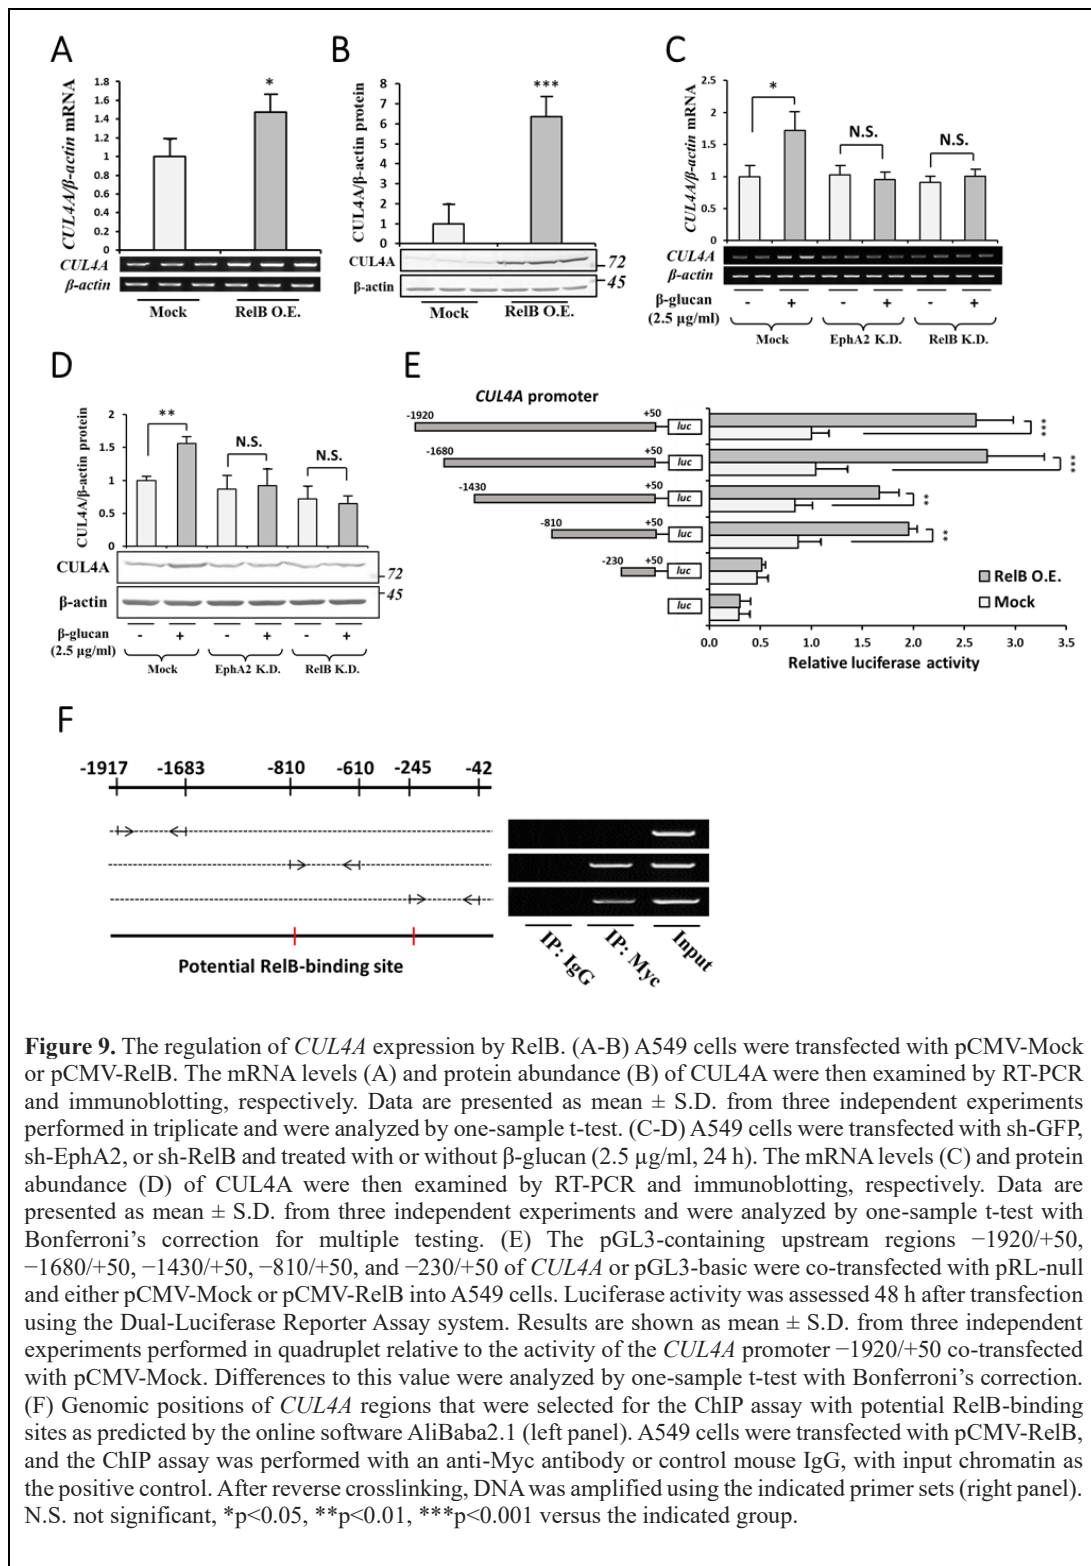 A
CUL4A/β-actin mRNA
1.8
1.6
1.4
1.2
1
0.8
0.6
0.4
0.2
0
*
CUL4A
β-actin
Mock
RelB O.E.
B
CUL4A/β-actin protein
8
7
6
5
4
3
2
1
0
***
CUL4A
72
β-actin
45
Mock
RelB O.E.
C
CUL4A/β-actin mRNA
2.5
2
1.5
1
0.5
0
*
N.S.
N.S.
CUL4A
β-actin
β-glucan
(2.5 µg/ml)
- + - + - +
Mock
EphA2 K.D.
RelB K.D.
D
CUL4A/β-actin protein
2
1.5
1
0.5
0
**
N.S.
N.S.
CUL4A
72
β-actin
45
β-glucan
(2.5 µg/ml)
- + - + - +
Mock
EphA2 K.D.
RelB K.D.
E
CUL4A promoter
-1920 +50 luc ***
-1680 +50 luc ***
-1430 +50 luc **
-810 +50 luc **
-230 +50 luc
luc
RelB O.E.
Mock
0.0 0.5 1.0 1.5 2.0 2.5 3.0 3.5
Relative luciferase activity
F
-1917 -1683 -810 -610 -245 -42
Potential RelB-binding site
IP: IgG
IP: Myc
Input
Figure 9. The regulation of CUL4A expression by RelB. (A-B) A549 cells were transfected with pCMV-Mock
or pCMV-RelB. The mRNA levels (A) and protein abundance (B) of CUL4A were then examined by RT-PCR
and immunoblotting, respectively. Data are presented as mean ± S.D. from three independent experiments
performed in triplicate and were analyzed by one-sample t-test. (C-D) A549 cells were transfected with sh-GFP,
sh-EphA2, or sh-RelB and treated with or without β-glucan (2.5 µg/ml, 24 h). The mRNA levels (C) and protein
abundance (D) of CUL4A were then examined by RT-PCR and immunoblotting, respectively. Data are
presented as mean ± S.D. from three independent experiments and were analyzed by one-sample t-test with
Bonferroni’s correction for multiple testing. (E) The pGL3-containing upstream regions −1920/+50,
−1680/+50, −1430/+50, −810/+50, and −230/+50 of CUL4A or pGL3-basic were co-transfected with pRL-null
and either pCMV-Mock or pCMV-RelB into A549 cells. Luciferase activity was assessed 48 h after transfection
using the Dual-Luciferase Reporter Assay system. Results are shown as mean ± S.D. from three independent
experiments performed in quadruplet relative to the activity of the CUL4A promoter −1920/+50 co-transfected
with pCMV-Mock. Differences to this value were analyzed by one-sample t-test with Bonferroni’s correction.
(F) Genomic positions of CUL4A regions that were selected for the ChIP assay with potential RelB-binding
sites as predicted by the online software AliBaba2.1 (left panel). A549 cells were transfected with pCMV-RelB,
and the ChIP assay was performed with an anti-Myc antibody or control mouse IgG, with input chromatin as
the positive control. After reverse crosslinking, DNA was amplified using the indicated primer sets (right panel).
N.S. not significant, *p<0.05, **p<0.01, ***p<0.001 versus the indicated group.